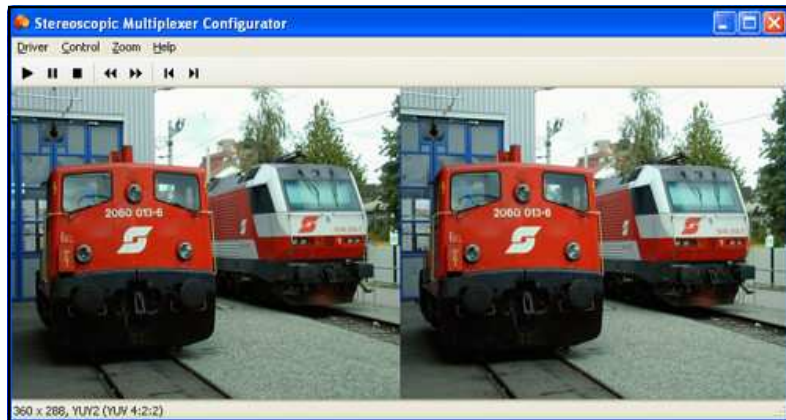 Stereoscopic Multiplexer Configurator
Driver Control Zoom Help
2060 013-6 2060 013-6
360 x 288, YUY2 (YUV 4:2:2)